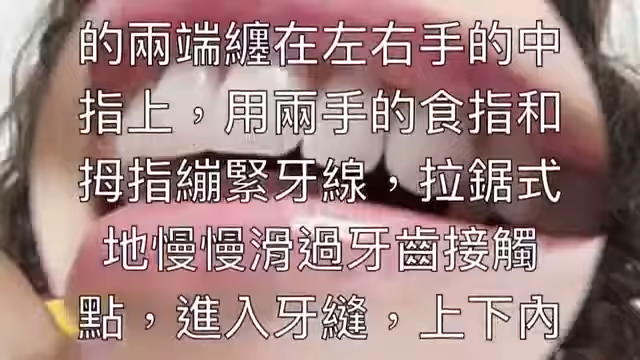 的兩端纏在左右手的中
指上，用兩手的食指和
拇指繃緊牙線，拉鋸式
地慢慢滑過牙齒接觸
點，進入牙縫，上下內